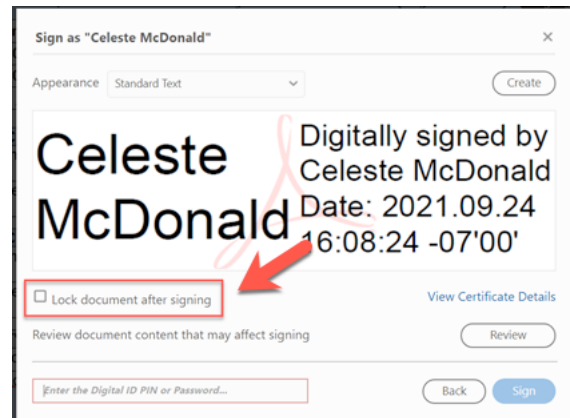 Sign as "Celeste McDonald"
Appearance Standard Text Create
Celeste
McDonald
Digitally signed by
Celeste McDonald
Date: 2021.09.24
16:08:24 -07'00'
Lock document after signing View Certificate Details
Review document content that may affect signing Review
Enter the Digital ID PIN or Password... Back Sign